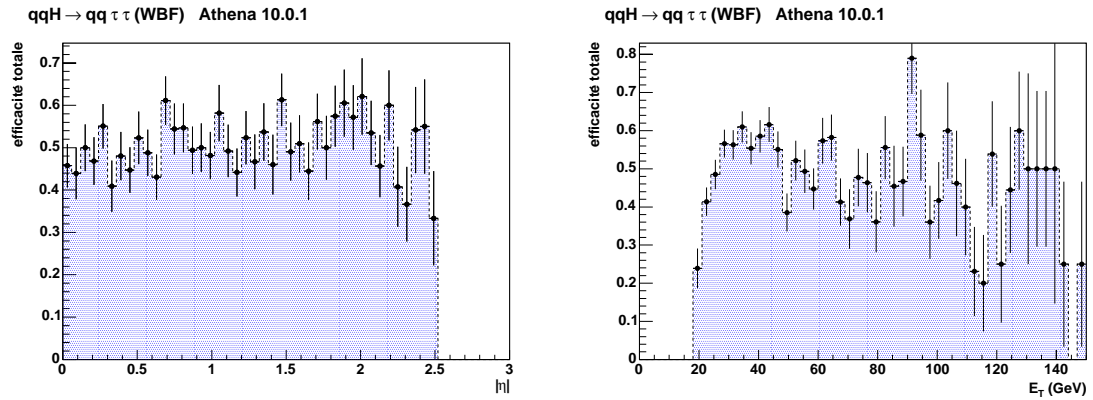 qqH → qq τ τ (WBF) Athena 10.0.1
efficacité totale
0.7
0.6
0.5
0.4
0.3
0.2
0.1
0
0 0.5 1 1.5 2 2.5 3
|η|
qqH → qq τ τ (WBF) Athena 10.0.1
efficacité totale
0.8
0.7
0.6
0.5
0.4
0.3
0.2
0.1
0
0 20 40 60 80 100 120 140
E_T (GeV)